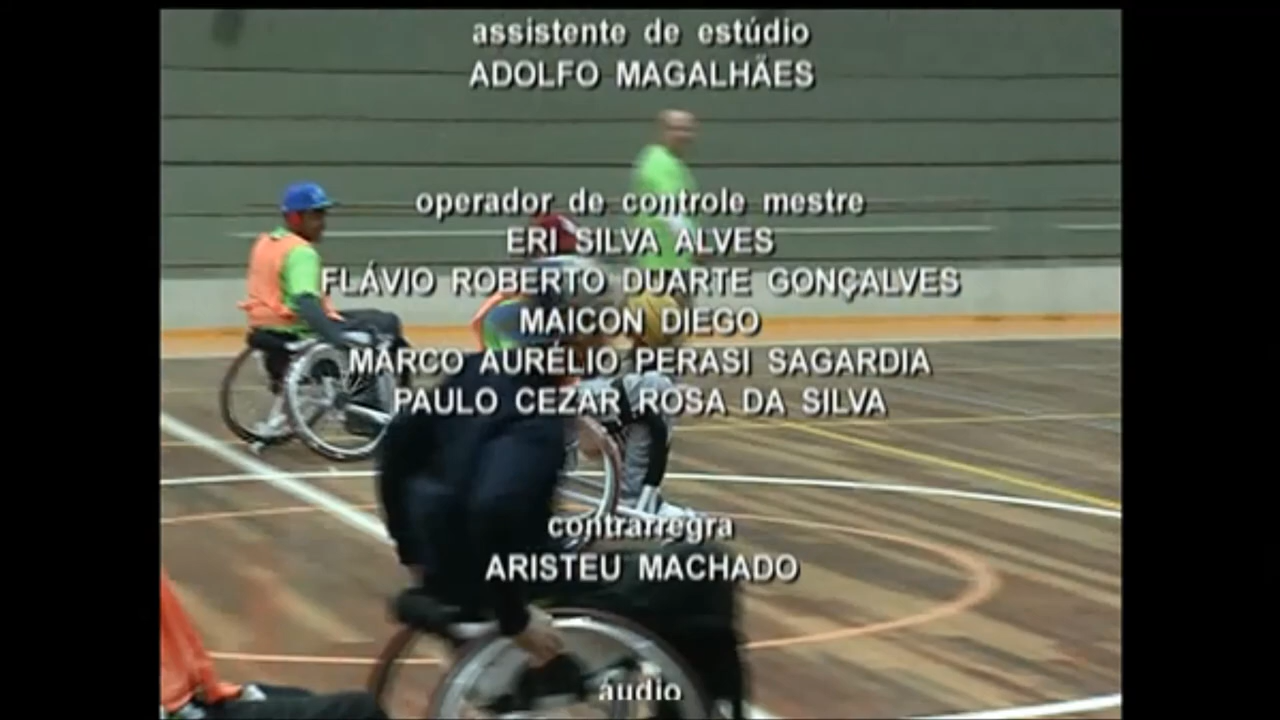 assistente de estúdio
ADOLFO MAGALHÃES
operador de controle mestre
ERI SILVA ALVES
FLÁVIO ROBERTO DUARTE GONÇALVES
MAICON DIEGO
MARCO AURÉLIO PERASI SAGARDIA
PAULO CEZAR ROSA DA SILVA
contrarregra
ARISTEU MACHADO
audio